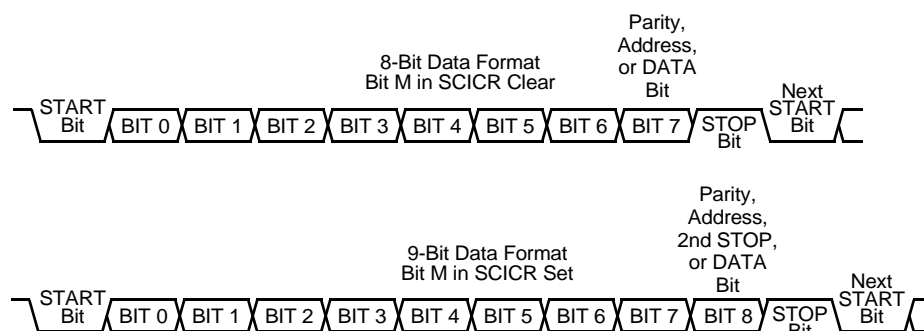 Parity,
Address,
or DATA
Bit
8-Bit Data Format
Bit M in SCICR Clear
START
Bit
BIT 0 BIT 1 BIT 2 BIT 3 BIT 4 BIT 5 BIT 6 BIT 7
STOP
Bit
Next
START
Bit
Parity,
Address,
2nd STOP,
or DATA
Bit
9-Bit Data Format
Bit M in SCICR Set
START
Bit
BIT 0 BIT 1 BIT 2 BIT 3 BIT 4 BIT 5 BIT 6 BIT 7 BIT 8
STOP
Bit
Next
START
Bit